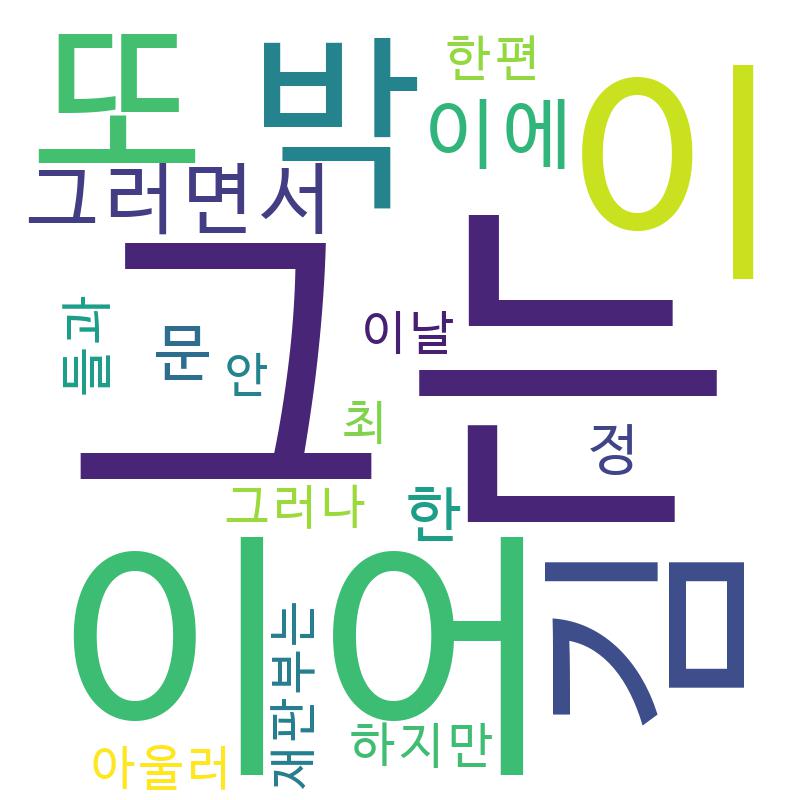 또
박
한편
이에
이
그러면서
그는
들과
문
안
이날
최
정
그러나
한
이어
김
재판부는
하지만
아울러